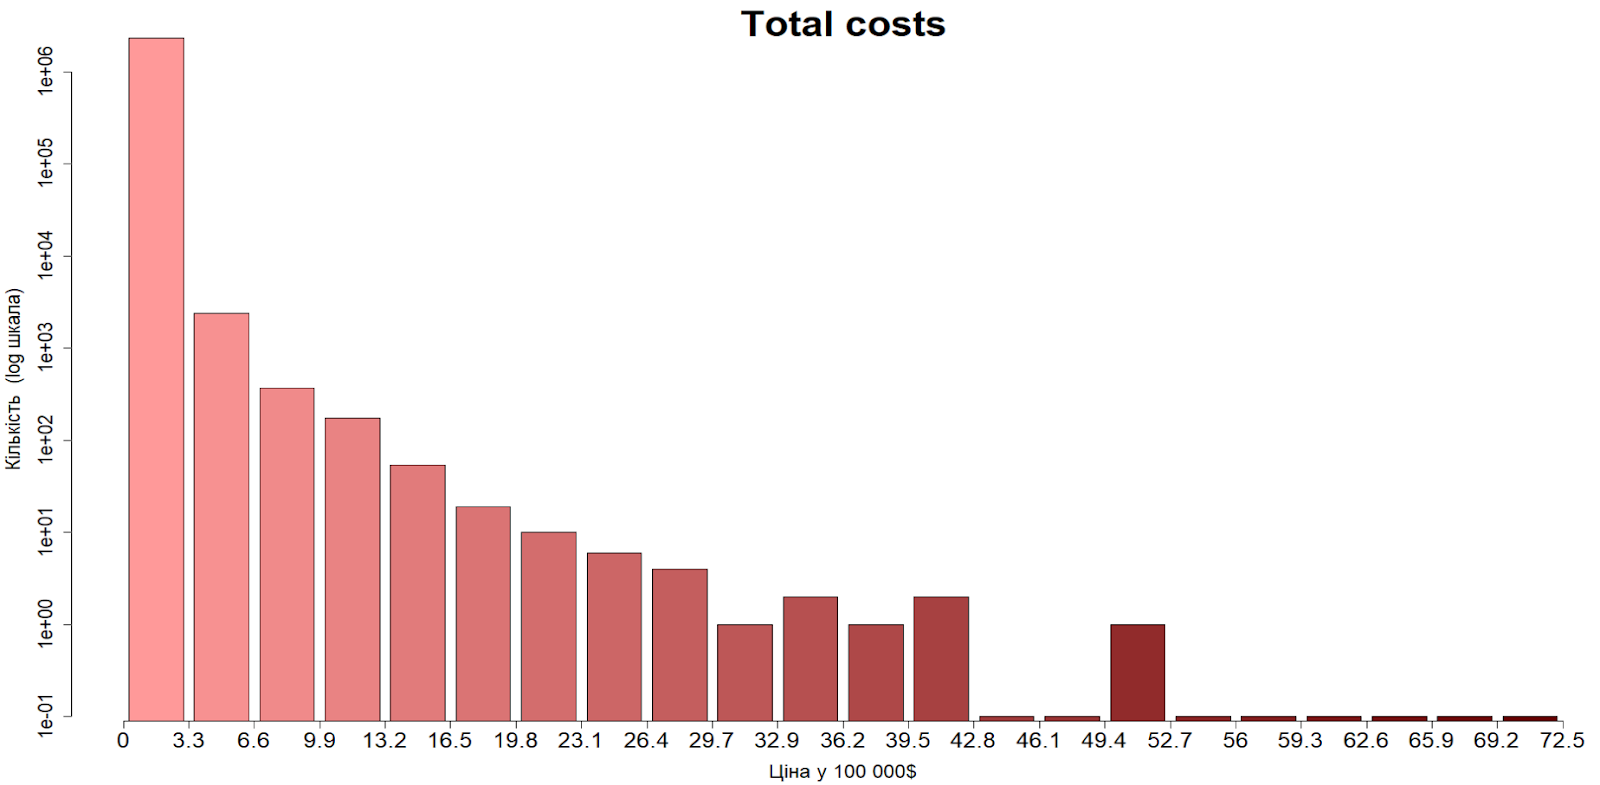 Total costs
1e+06
1e+05
1e+04
1e+03
1e+02
1e+01
1e+00
1e-01
Кількість (log шкала)
0 3.3 6.6 9.9 13.2 16.5 19.8 23.1 26.4 29.7 32.9 36.2 39.5 42.8 46.1 49.4 52.7 56 59.3 62.6 65.9 69.2 72.5
Ціна у 100 000$